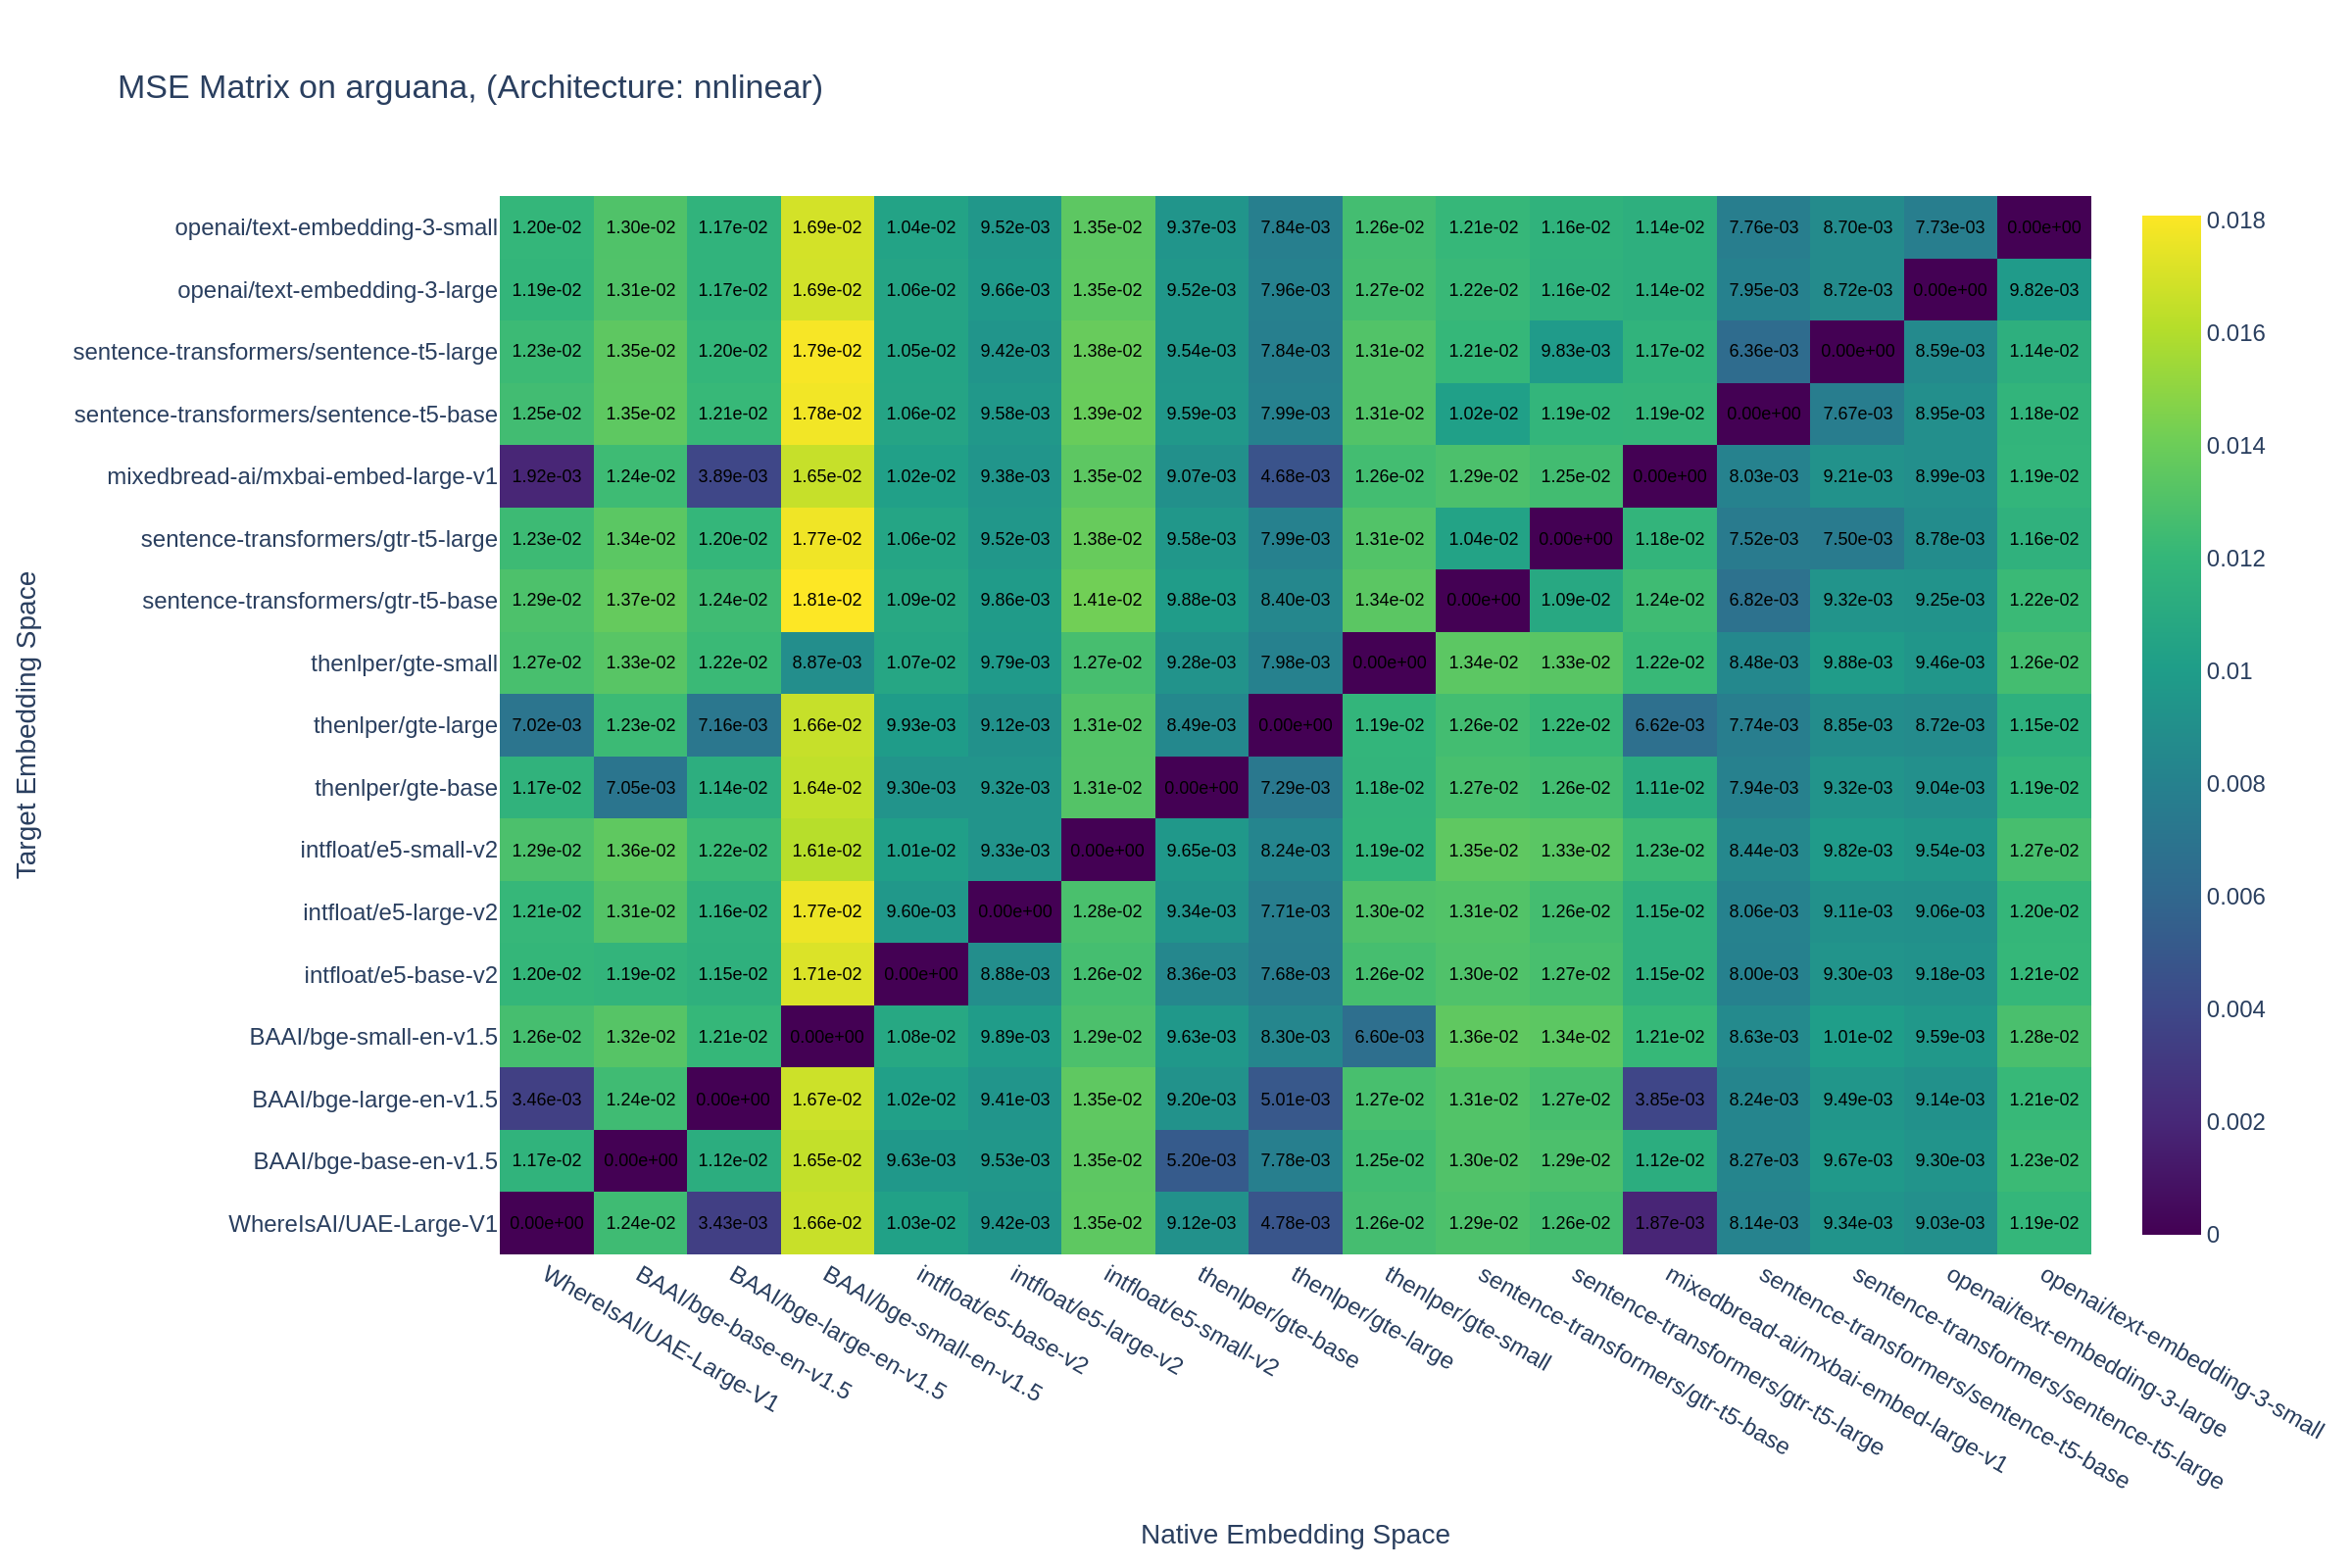 MSE Matrix on arguana, (Architecture: nnlinear)
Target Embedding Space
openai/text-embedding-3-small 1.20e-02 1.30e-02 1.17e-02 1.69e-02 1.04e-02 9.52e-03 1.35e-02 9.37e-03 7.84e-03 1.26e-02 1.21e-02 1.16e-02 1.14e-02 7.76e-03 8.70e-03 7.73e-03 0.00e+00
openai/text-embedding-3-large 1.19e-02 1.31e-02 1.17e-02 1.69e-02 1.06e-02 9.66e-03 1.35e-02 9.52e-03 7.96e-03 1.27e-02 1.22e-02 1.16e-02 1.14e-02 7.95e-03 8.72e-03 0.00e+00 9.82e-03
sentence-transformers/sentence-t5-large 1.23e-02 1.35e-02 1.20e-02 1.79e-02 1.05e-02 9.42e-03 1.38e-02 9.54e-03 7.84e-03 1.31e-02 1.21e-02 9.83e-03 1.17e-02 6.36e-03 0.00e+00 8.59e-03 1.14e-02
sentence-transformers/sentence-t5-base 1.25e-02 1.35e-02 1.21e-02 1.78e-02 1.06e-02 9.58e-03 1.39e-02 9.59e-03 7.99e-03 1.31e-02 1.02e-02 1.19e-02 1.19e-02 0.00e+00 7.67e-03 8.95e-03 1.18e-02
mixedbread-ai/mxbai-embed-large-v1 1.92e-03 1.24e-02 3.89e-03 1.65e-02 1.02e-02 9.38e-03 1.35e-02 9.07e-03 4.68e-03 1.26e-02 1.29e-02 1.25e-02 0.00e+00 8.03e-03 9.21e-03 8.99e-03 1.19e-02
sentence-transformers/gtr-t5-large 1.23e-02 1.34e-02 1.20e-02 1.77e-02 1.06e-02 9.52e-03 1.38e-02 9.58e-03 7.99e-03 1.31e-02 1.04e-02 0.00e+00 1.18e-02 7.52e-03 7.50e-03 8.78e-03 1.16e-02
sentence-transformers/gtr-t5-base 1.29e-02 1.37e-02 1.24e-02 1.81e-02 1.09e-02 9.86e-03 1.41e-02 9.88e-03 8.40e-03 1.34e-02 0.00e+00 1.09e-02 1.24e-02 6.82e-03 9.32e-03 9.25e-03 1.22e-02
thenlper/gte-small 1.27e-02 1.33e-02 1.22e-02 8.87e-03 1.07e-02 9.79e-03 1.27e-02 9.28e-03 7.98e-03 0.00e+00 1.34e-02 1.33e-02 1.22e-02 8.48e-03 9.88e-03 9.46e-03 1.26e-02
thenlper/gte-large 7.02e-03 1.23e-02 7.16e-03 1.66e-02 9.93e-03 9.12e-03 1.31e-02 8.49e-03 0.00e+00 1.19e-02 1.26e-02 1.22e-02 6.62e-03 7.74e-03 8.85e-03 8.72e-03 1.15e-02
thenlper/gte-base 1.17e-02 7.05e-03 1.14e-02 1.64e-02 9.30e-03 9.32e-03 1.31e-02 0.00e+00 7.29e-03 1.18e-02 1.27e-02 1.26e-02 1.11e-02 7.94e-03 9.32e-03 9.04e-03 1.19e-02
intfloat/e5-small-v2 1.29e-02 1.36e-02 1.22e-02 1.61e-02 1.01e-02 9.33e-03 0.00e+00 9.65e-03 8.24e-03 1.19e-02 1.35e-02 1.33e-02 1.23e-02 8.44e-03 9.82e-03 9.54e-03 1.27e-02
intfloat/e5-large-v2 1.21e-02 1.31e-02 1.16e-02 1.77e-02 9.60e-03 0.00e+00 1.28e-02 9.34e-03 7.71e-03 1.30e-02 1.31e-02 1.26e-02 1.15e-02 8.06e-03 9.11e-03 9.06e-03 1.20e-02
intfloat/e5-base-v2 1.20e-02 1.19e-02 1.15e-02 1.71e-02 0.00e+00 8.88e-03 1.26e-02 8.36e-03 7.68e-03 1.26e-02 1.30e-02 1.27e-02 1.15e-02 8.00e-03 9.30e-03 9.18e-03 1.21e-02
BAAI/bge-small-en-v1.5 1.26e-02 1.32e-02 1.21e-02 0.00e+00 1.08e-02 9.89e-03 1.29e-02 9.63e-03 8.30e-03 6.60e-03 1.36e-02 1.34e-02 1.21e-02 8.63e-03 1.01e-02 9.59e-03 1.28e-02
BAAI/bge-large-en-v1.5 3.46e-03 1.24e-02 0.00e+00 1.67e-02 1.02e-02 9.41e-03 1.35e-02 9.20e-03 5.01e-03 1.27e-02 1.31e-02 1.27e-02 3.85e-03 8.24e-03 9.49e-03 9.14e-03 1.21e-02
BAAI/bge-base-en-v1.5 1.17e-02 0.00e+00 1.12e-02 1.65e-02 9.63e-03 9.53e-03 1.35e-02 5.20e-03 7.78e-03 1.25e-02 1.30e-02 1.29e-02 1.12e-02 8.27e-03 9.67e-03 9.30e-03 1.23e-02
WhereIsAI/UAE-Large-V1 0.00e+00 1.24e-02 3.43e-03 1.66e-02 1.03e-02 9.42e-03 1.35e-02 9.12e-03 4.78e-03 1.26e-02 1.29e-02 1.26e-02 1.87e-03 8.14e-03 9.34e-03 9.03e-03 1.19e-02
WhereIsAI/UAE-Large-V1
BAAI/bge-base-en-v1.5
BAAI/bge-large-en-v1.5
BAAI/bge-small-en-v1.5
intfloat/e5-base-v2
intfloat/e5-large-v2
intfloat/e5-small-v2
thenlper/gte-base
thenlper/gte-large
thenlper/gte-small
sentence-transformers/gtr-t5-base
sentence-transformers/gtr-t5-large
mixedbread-ai/mxbai-embed-large-v1
sentence-transformers/sentence-t5-base
sentence-transformers/sentence-t5-large
openai/text-embedding-3-large
openai/text-embedding-3-small
Native Embedding Space
0.018
0.016
0.014
0.012
0.01
0.008
0.006
0.004
0.002
0